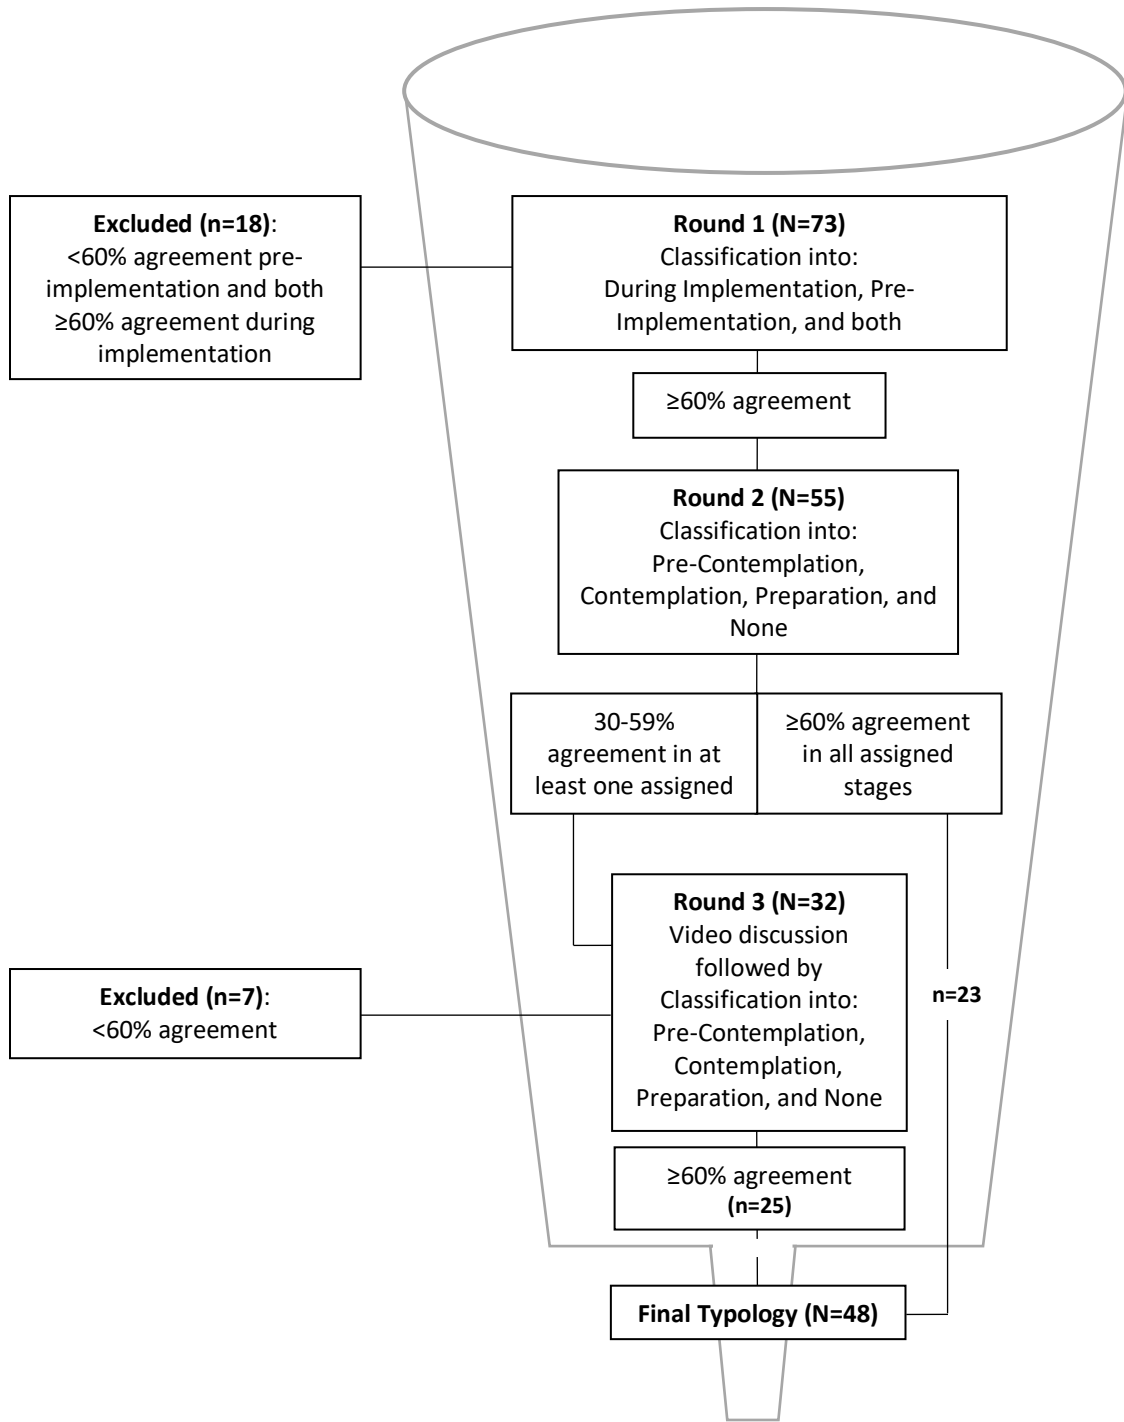 Excluded (n=18):
<60% agreement pre-
implementation and both
≥60% agreement during
implementation
Round 1 (N=73)
Classification into:
During Implementation, Pre-
Implementation, and both
≥60% agreement
Round 2 (N=55)
Classification into:
Pre-Contemplation,
Contemplation, Preparation, and
None
30-59%
agreement in at
least one assigned
≥60% agreement
in all assigned
stages
Round 3 (N=32)
Video discussion
followed by
Classification into:
Pre-Contemplation,
Contemplation,
Preparation, and None
Excluded (n=7):
<60% agreement
n=23
≥60% agreement
(n=25)
Final Typology (N=48)